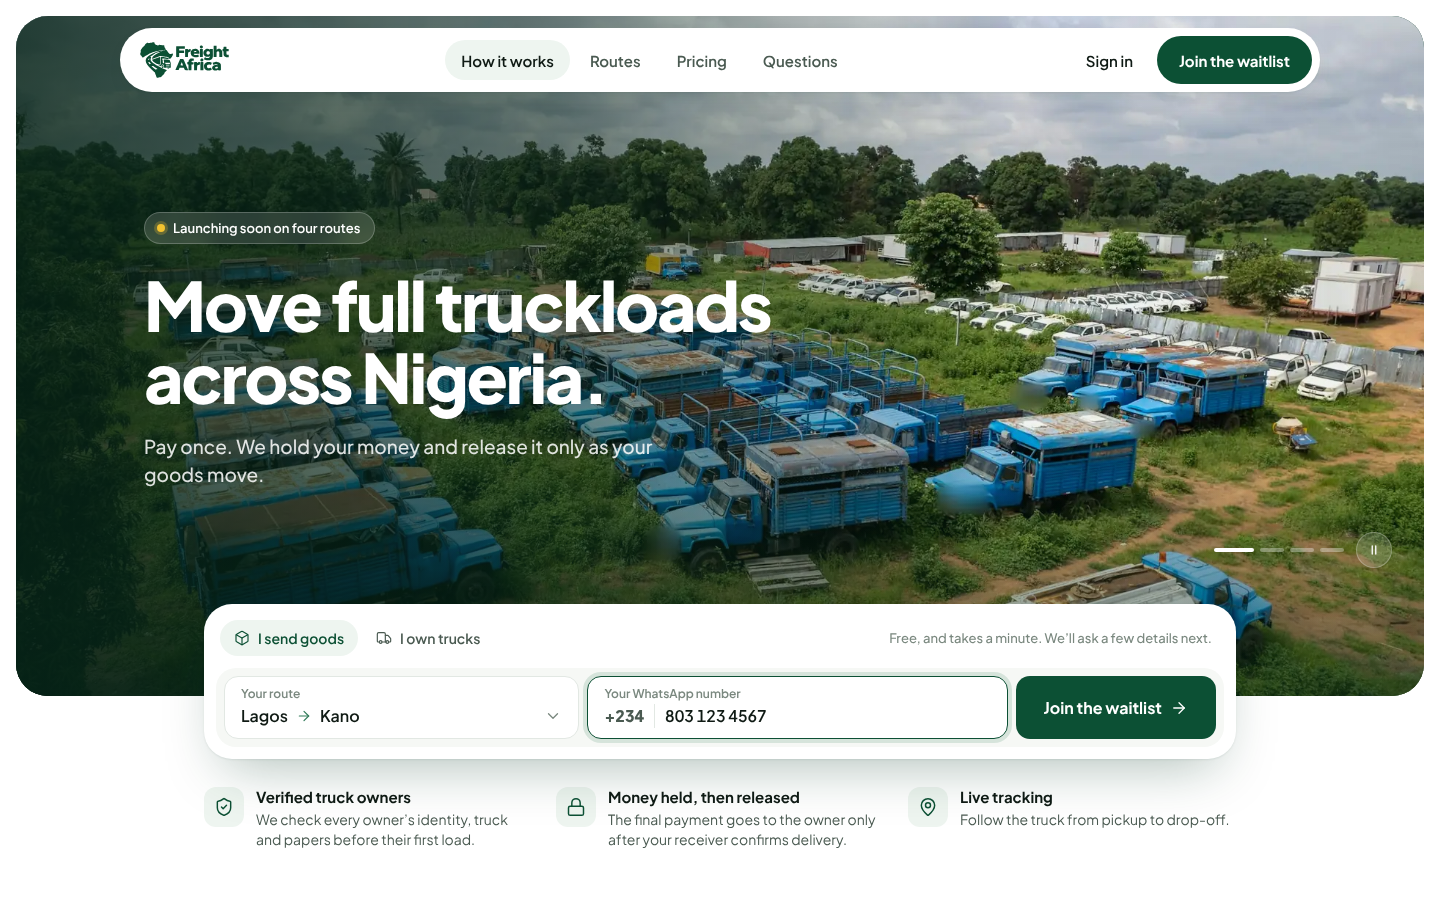 Freight
Africa
How it works
Routes
Pricing
Questions
Sign in
Join the waitlist
Launching soon on four routes
Move full truckloads
across Nigeria.
Pay once. We hold your money and release it only as your
goods move.
I send goods
I own trucks
Free, and takes a minute. We’ll ask a few details next.
Your route
Lagos → Kano
Your WhatsApp number
+234 803 123 4567
Join the waitlist →
Verified truck owners
We check every owner’s identity, truck
and papers before their first load.
Money held, then released
The final payment goes to the owner only
after your receiver confirms delivery.
Live tracking
Follow the truck from pickup to drop-off.